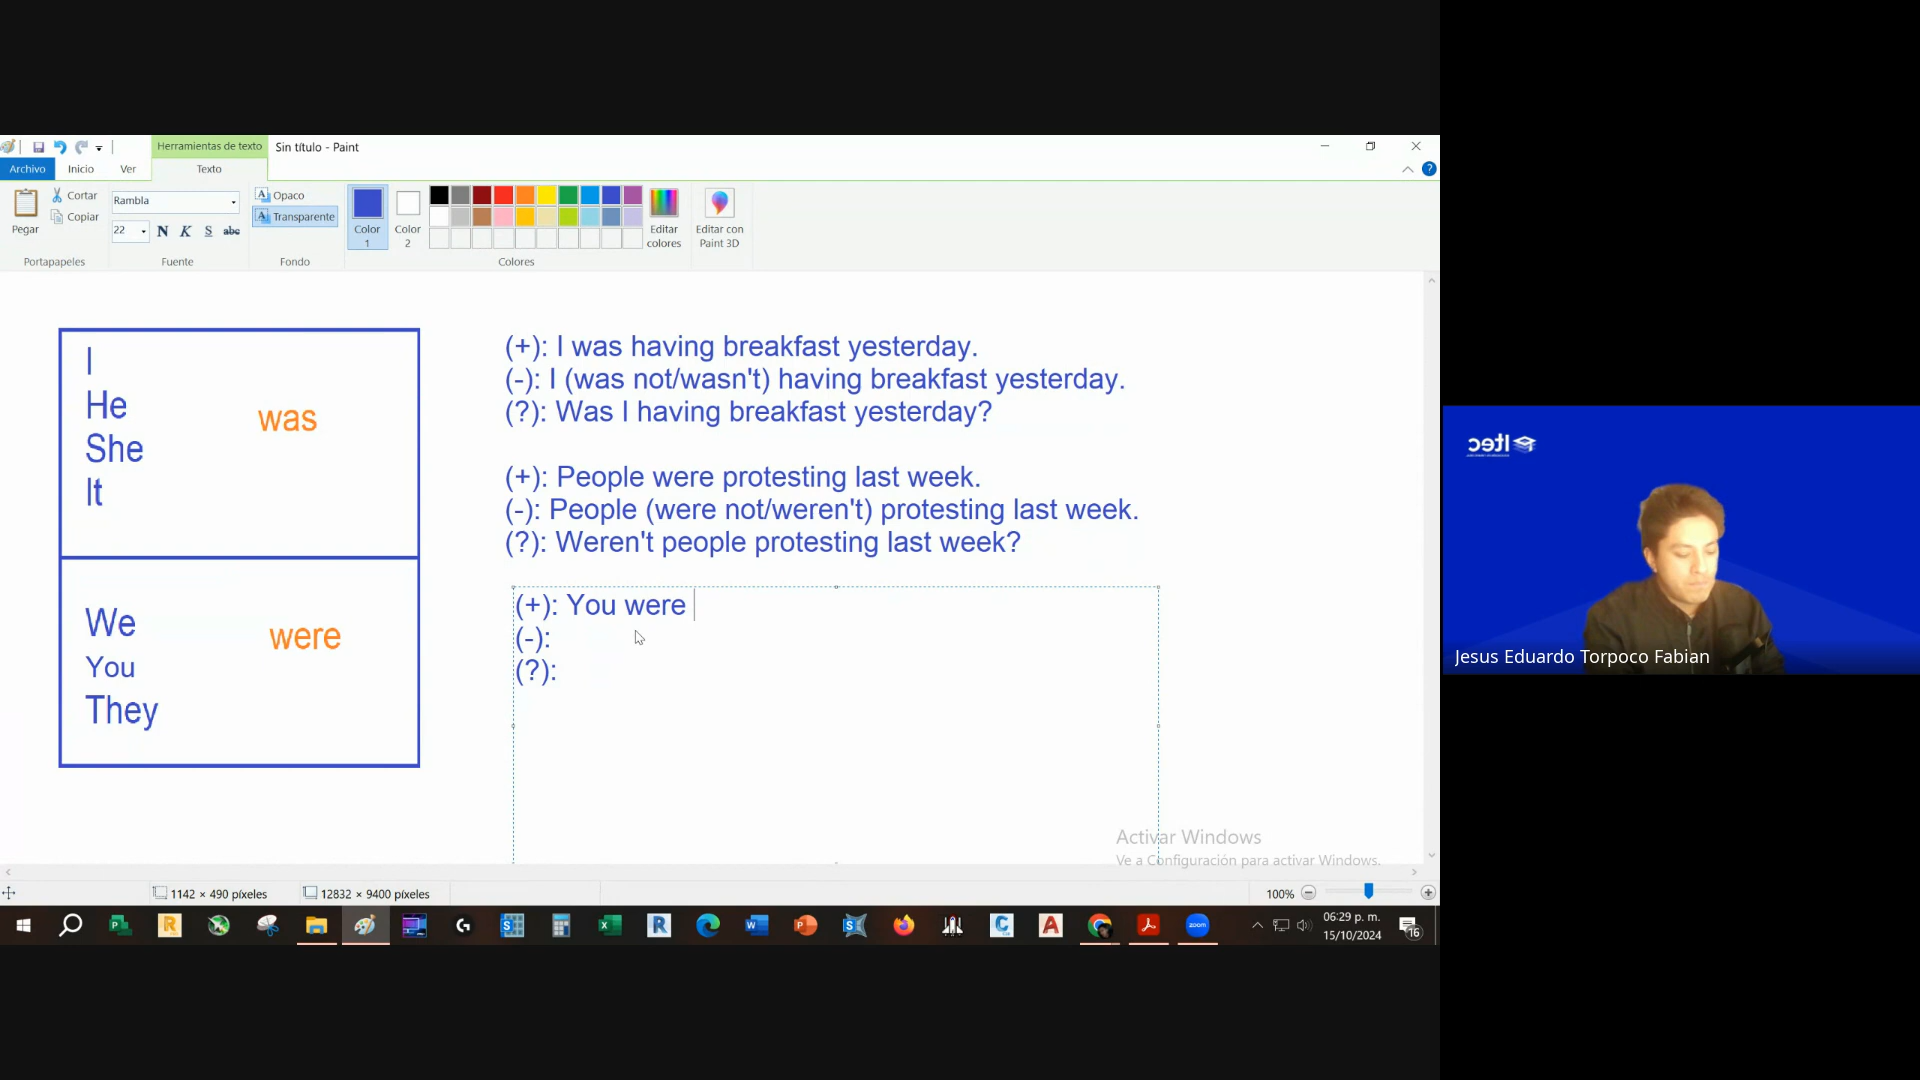 Herramientas de texto
Sin título - Paint
Archivo
Inicio
Ver
Texto
Pegar
Cortar
Copiar
Portapapeles
Rambla
22
N K S abc
Fuente
Opaco
Transparente
Fondo
Color
1
Color
2
Colores
Editar
colores
Editar con
Paint 3D
I
He
She
It
was
We
You
They
were
(+): I was having breakfast yesterday.
(-): I (was not/wasn't) having breakfast yesterday.
(?): Was I having breakfast yesterday?
(+): People were protesting last week.
(-): People (were not/weren't) protesting last week.
(?): Weren't people protesting last week?
(+): You were
(-):
(?):
Activar Windows
Ve a Configuración para activar Windows.
1142 × 490 píxeles
12832 × 9400 píxeles
100%
zoom
06:29 p. m.
15/10/2024
16
Itec
Jesus Eduardo Torpoco Fabian